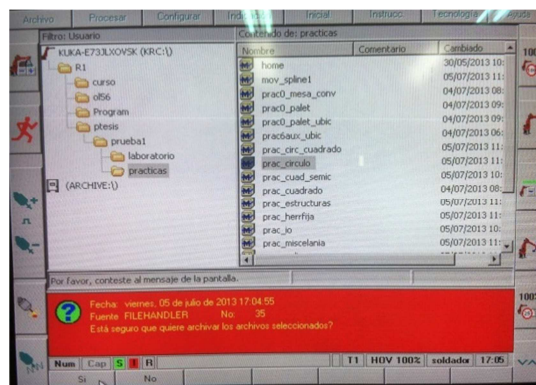 Archivo Procesar Configurar Inicial Instrucc. Tecnología Ayuda
Filtro: Usuario
Contenido de: practicas
KUKA-E73JLXOVSK (KRC:\)
R1
curso
ol56
Program
ptesis
prueba1
laboratorio
practicas
(ARCHIVE:\)
Nombre Comentario Cambiado
home 30/05/2013 10:
mov_spline1 05/07/2013 11:
prac0_mesa_conv 04/07/2013 08:
prac0_palet 04/07/2013 09:
prac0_palet_ubic 04/07/2013 09:
prac6aux_ubic 04/07/2013 06:
prac_circ_cuadrado 05/07/2013 11:
prac_circulo 05/07/2013 11:
prac_cuad_semic 05/07/2013 11:
prac_cuadrado 04/07/2013 08:
prac_estructuras 05/07/2013 11:
prac_herrfija 05/07/2013 11:
prac_io 05/07/2013 10:
prac_miscelania 05/07/2013 11:
Por favor, conteste al mensaje de la pantalla.
Fecha: viernes, 05 de julio de 2013 17:04:55
Fuente FILEHANDLER No: 35
Está seguro que quiere archivar los archivos seleccionados?
Num Cap S I R T1 HOV 100% soldador 17:05
Si No